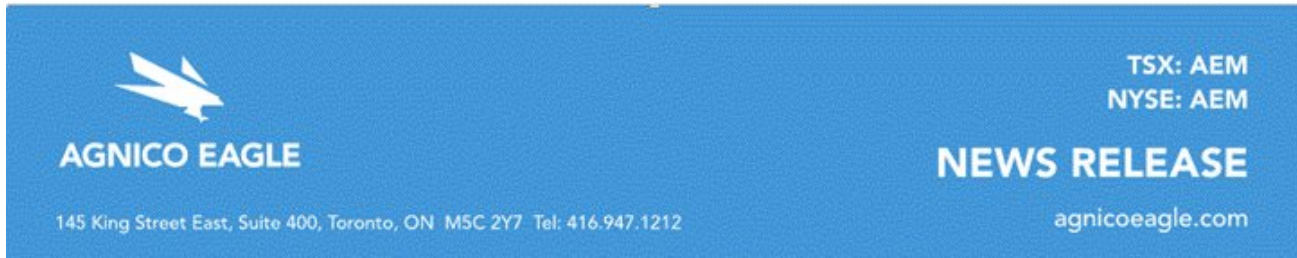 TSX: AEM
NYSE: AEM
AGNICO EAGLE
NEWS RELEASE
145 King Street East, Suite 400, Toronto, ON M5C 2Y7 Tel: 416.947.1212
agnicoeagle.com